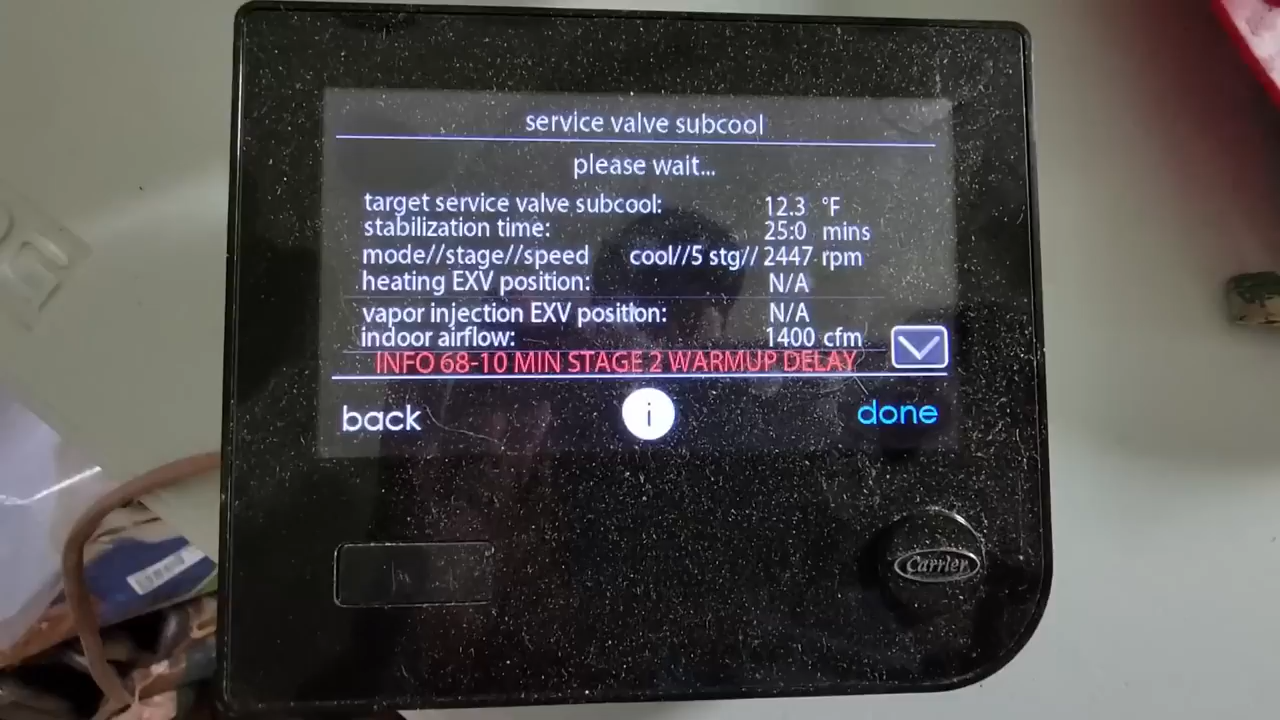 service valve subcool
please wait...
target service valve subcool: 12.3 °F
stabilization time: 25:0 mins
mode//stage//speed cool//5 stg// 2447 rpm
heating EXV position: N/A
vapor injection EXV position: N/A
indoor airflow: 1400 cfm
INFO 68-10 MIN STAGE 2 WARMUP DELAY
back i done
Carrier